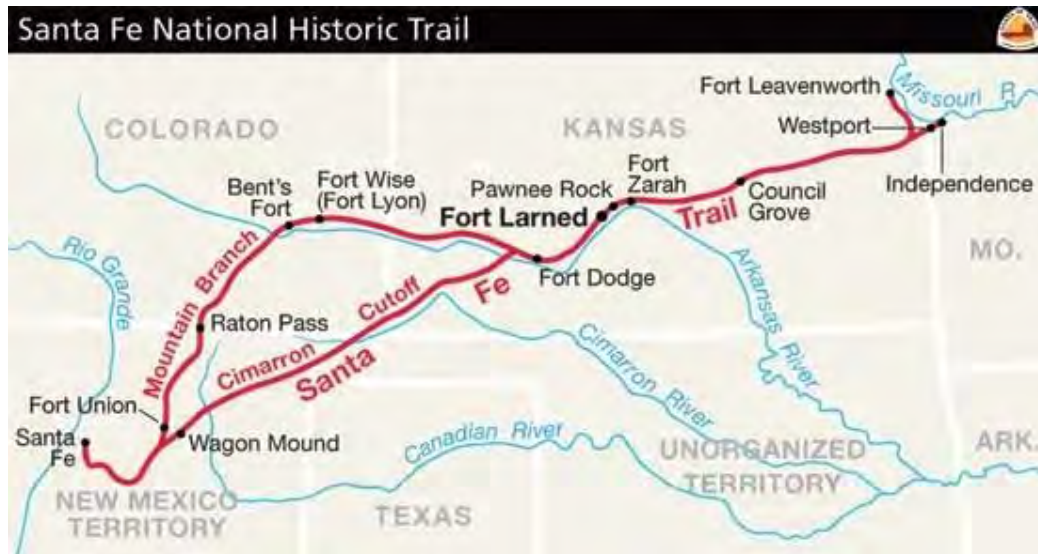 Santa Fe National Historic Trail
Fort Leavenworth
Missouri R
COLORADO
KANSAS
Westport
Fort
Zarah
Bent's
Fort
Fort Wise
(Fort Lyon)
Pawnee Rock
Fort Larned
Trail
Council
Grove
Independence
Rio Grande
Mountain Branch
MO.
Fort Dodge
Fe
Arkansas River
Cutoff
Raton Pass
Cimarron
Santa
Cimarron River
Fort Union
Santa
Fe
Wagon Mound
Canadian River
UNORGANIZED
TERRITORY
ARK.
NEW MEXICO
TERRITORY
TEXAS